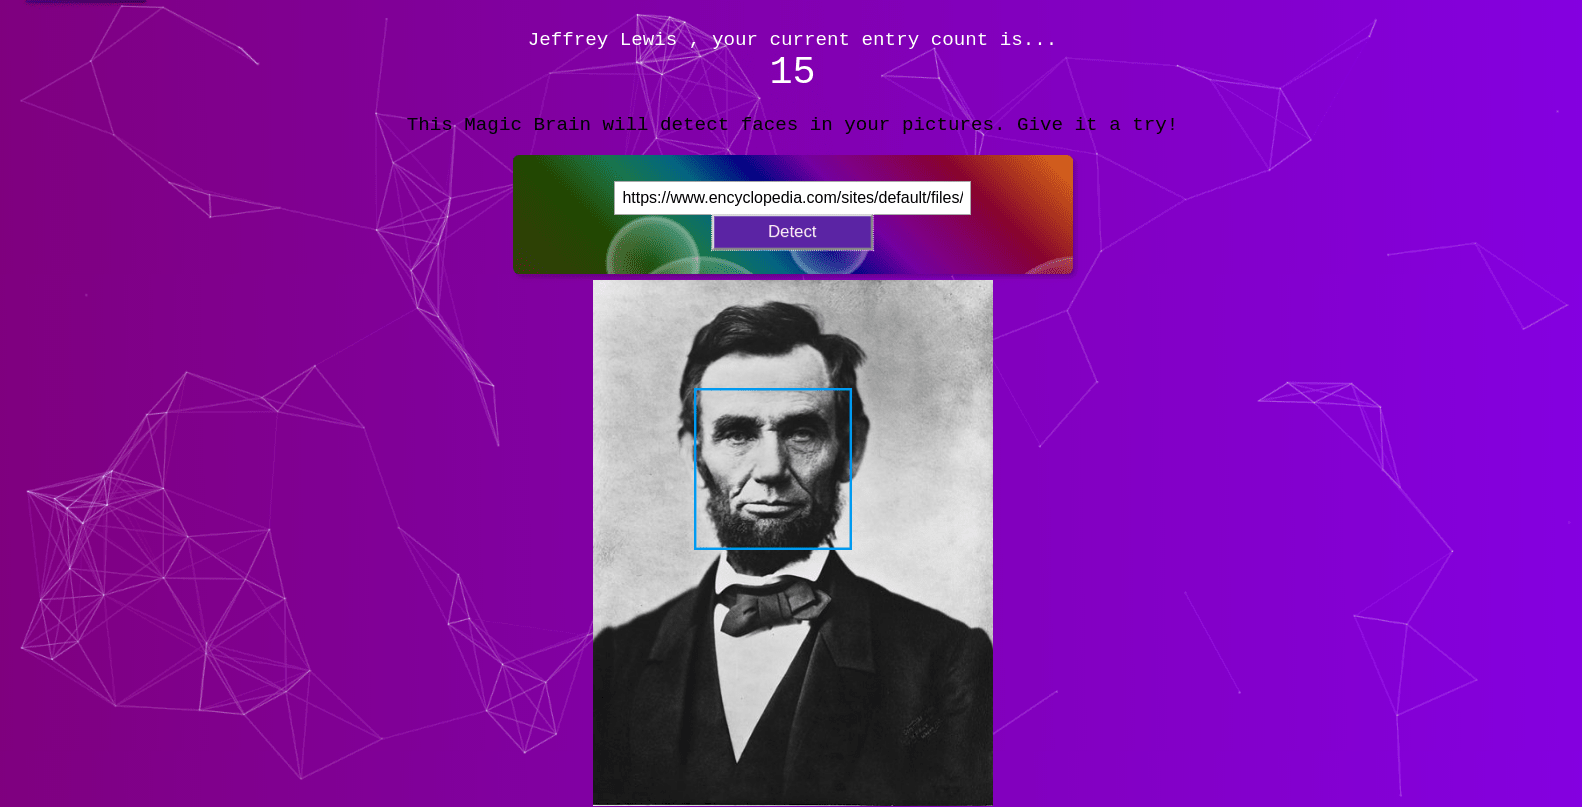 Jeffrey Lewis , your current entry count is...
15
This Magic Brain will detect faces in your pictures. Give it a try!
https://www.encyclopedia.com/sites/default/files/
Detect